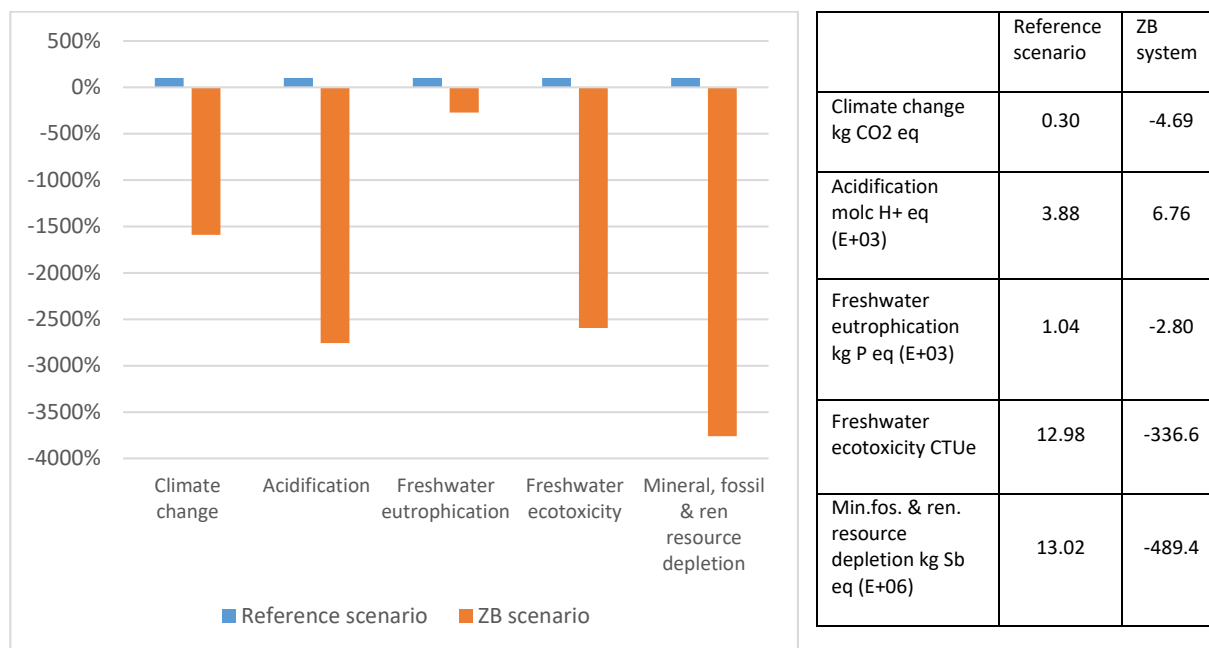 500%
0%
-500%
-1000%
-1500%
-2000%
-2500%
-3000%
-3500%
-4000%
Climate
change
Acidification
Freshwater
eutrophication
Freshwater
ecotoxicity
Mineral, fossil
& ren
resource
depletion
Reference scenario
ZB scenario
Reference
scenario
ZB
system
Climate change
kg CO2 eq
0.30
-4.69
Acidification
molc H+ eq
(E+03)
3.88
6.76
Freshwater
eutrophication
kg P eq (E+03)
1.04
-2.80
Freshwater
ecotoxicity CTUe
12.98
-336.6
Min.fos. & ren.
resource
depletion kg Sb
eq (E+06)
13.02
-489.4